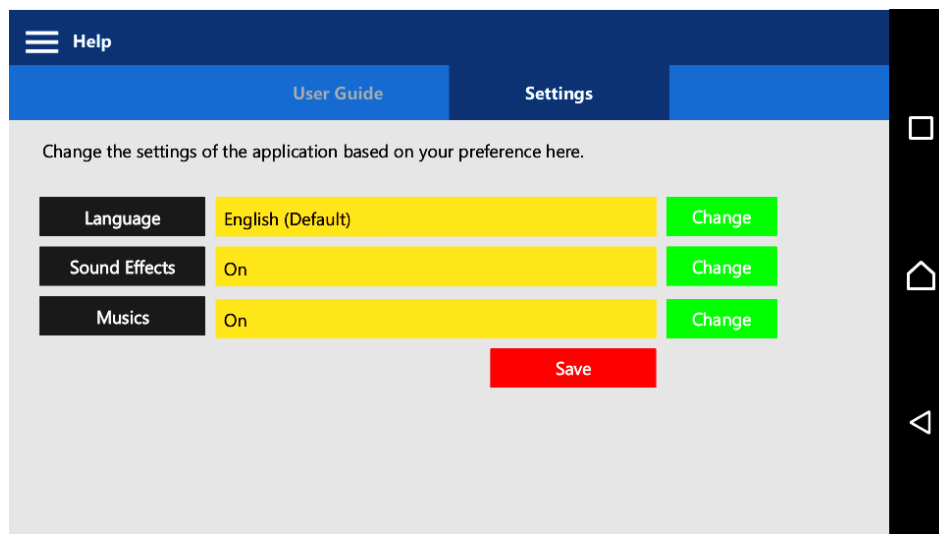 Help
User Guide Settings
Change the settings of the application based on your preference here.
Language English (Default) Change
Sound Effects On Change
Musics On Change
Save